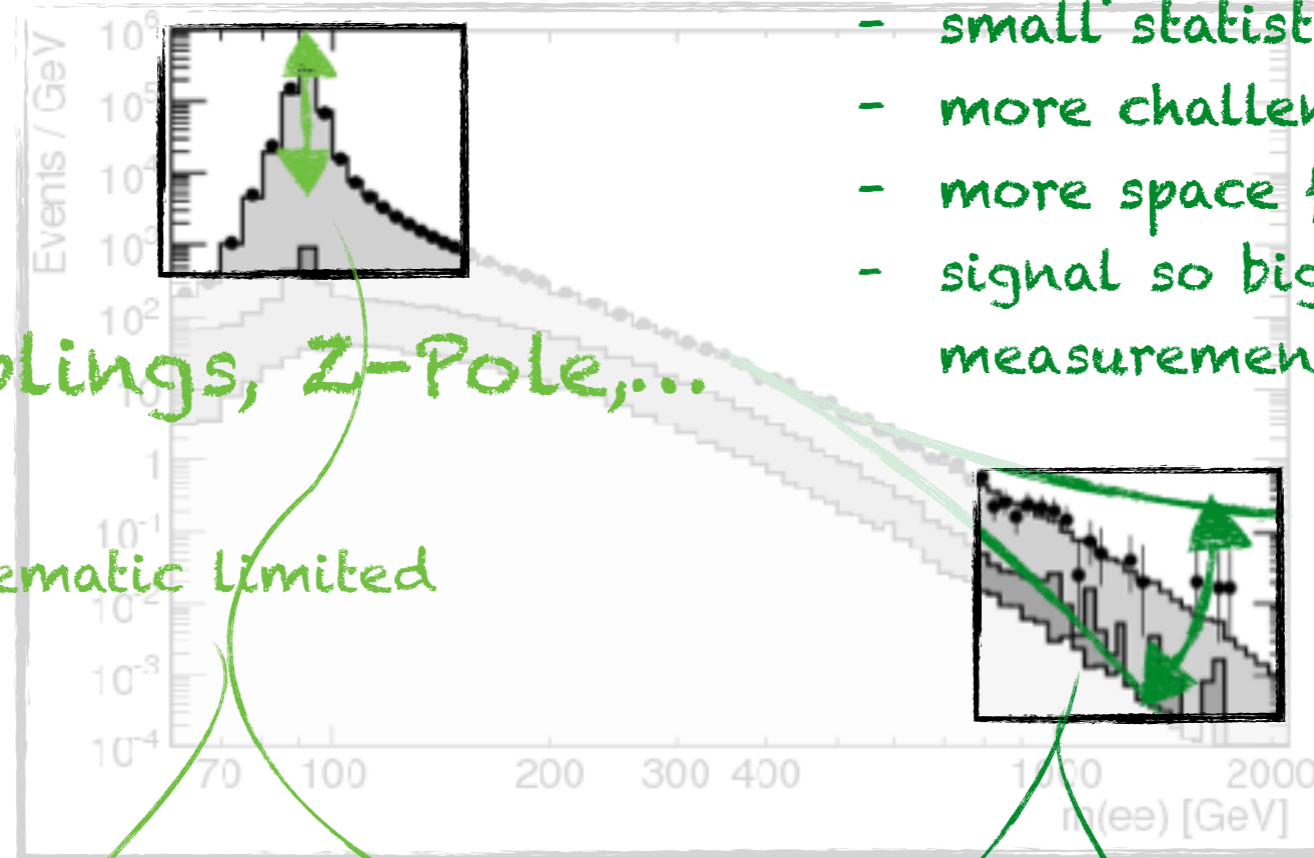 small statist
- more challen
- more space f
- signal so big
measuremen
Events / GeV
10^6
10^5
10^4
10^3
10^2
10
1
10^-1
10^-2
10^-3
10^-4
plings, Z-Pole,...
ematic limited
70 100 200 300 400 1000 2000
m(ee) [GeV]